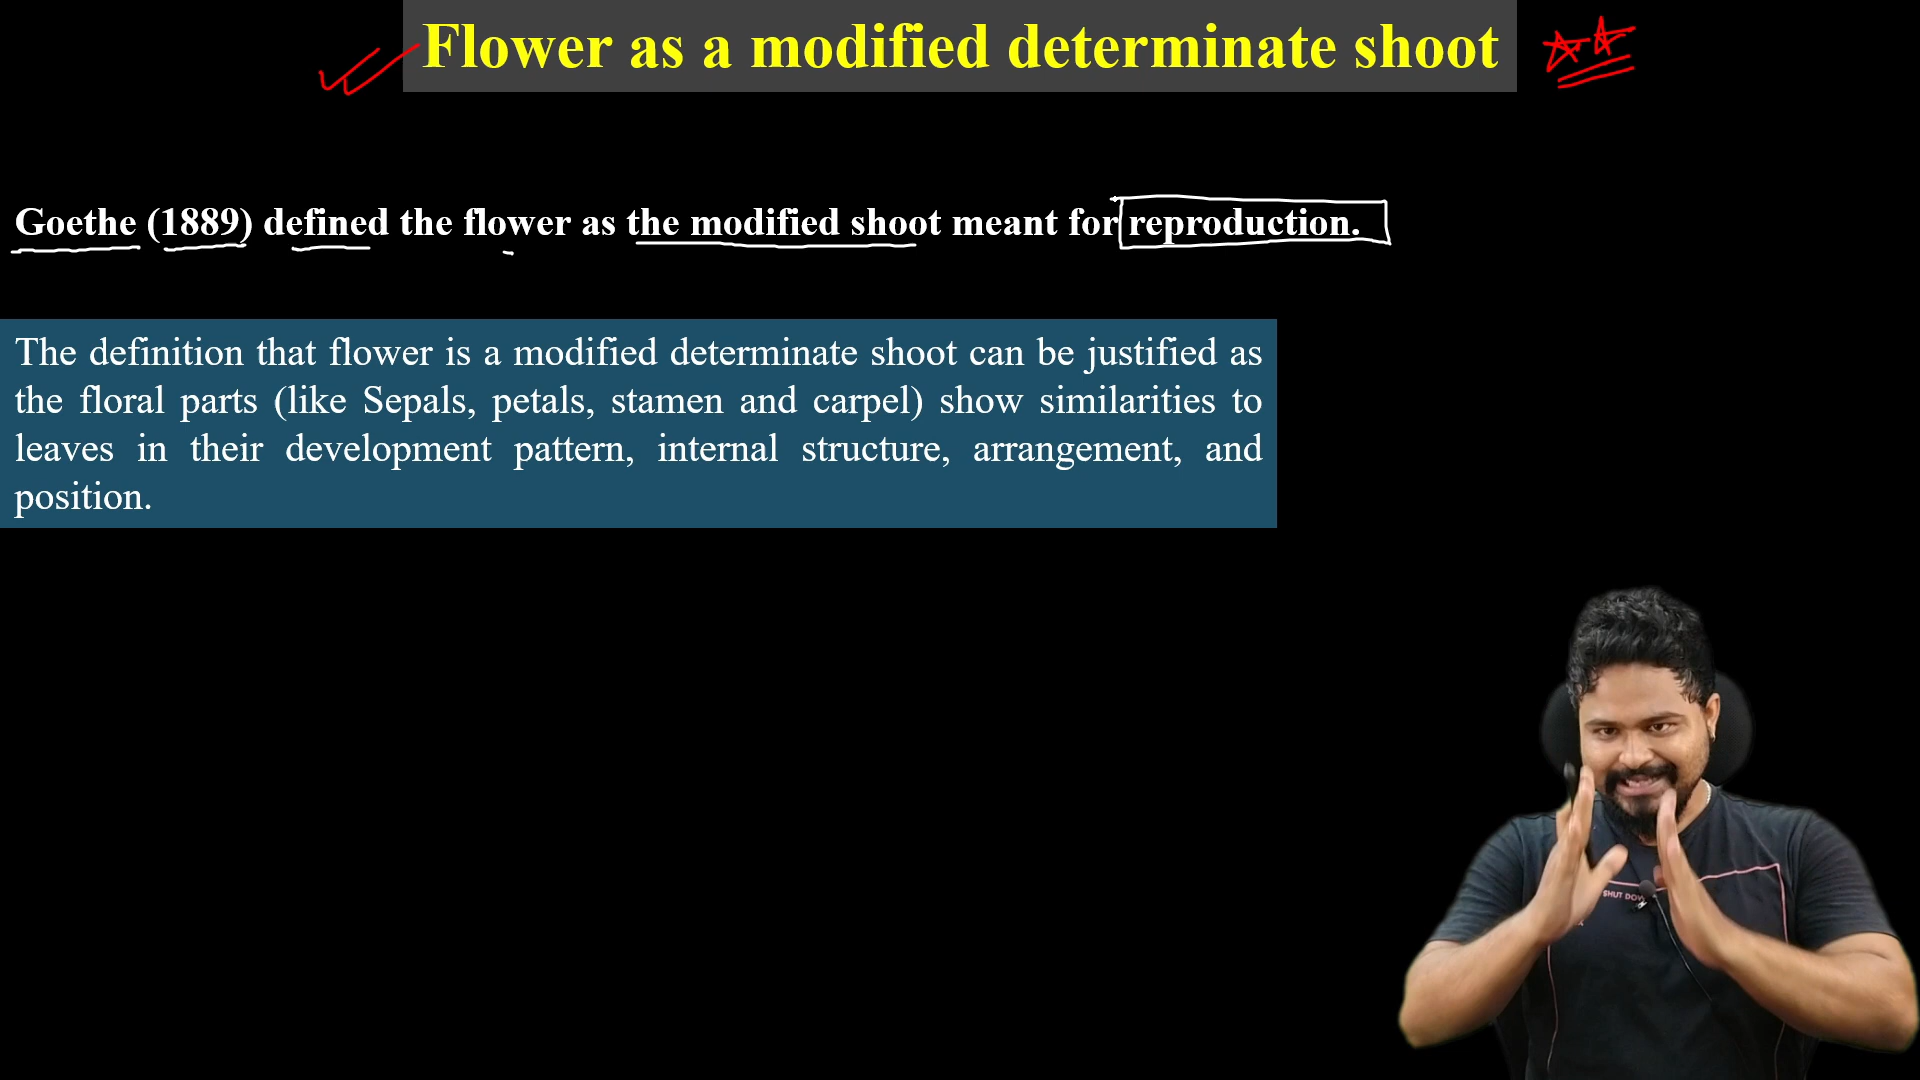 Flower as a modified determinate shoot
Goethe (1889) defined the flower as the modified shoot meant for reproduction.
The definition that flower is a modified determinate shoot can be justified as
the floral parts (like Sepals, petals, stamen and carpel) show similarities to
leaves in their development pattern, internal structure, arrangement, and
position.
SHUT DOW